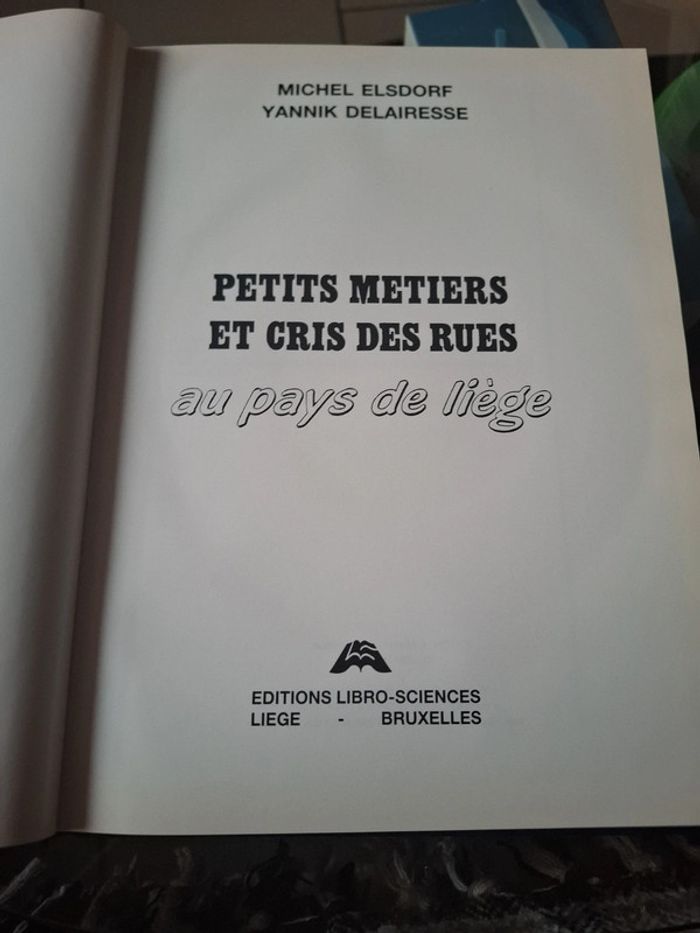 MICHEL ELSDORF
YANNIK DELAIRESSE
PETITS METIERS
ET CRIS DES RUES
au pays de liège
EDITIONS LIBRO-SCIENCES
LIEGE - BRUXELLES